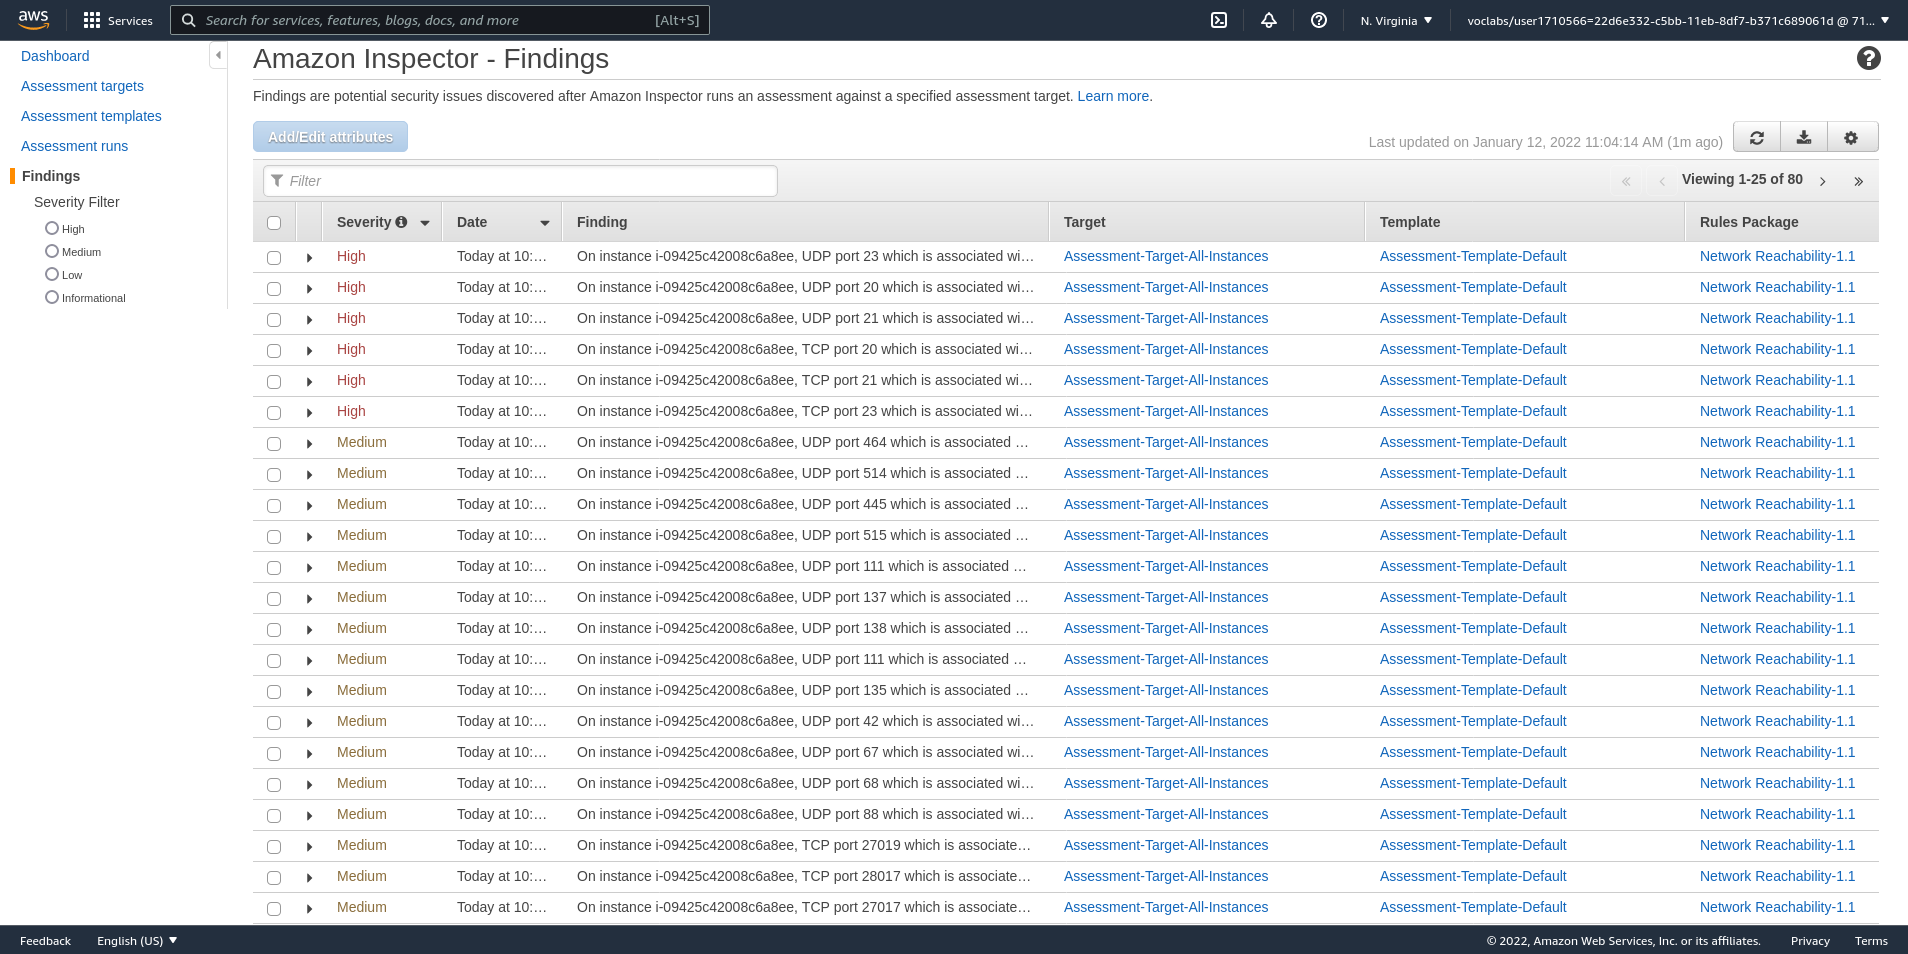 aws Services Search for services, features, blogs, docs, and more [Alt+S] N. Virginia voclabs/user1710566=22d6e332-c5bb-11eb-8df7-b371c689061d @ 71...
Dashboard
Assessment targets
Assessment templates
Assessment runs
Findings
Severity Filter
High
Medium
Low
Informational
Amazon Inspector - Findings
Findings are potential security issues discovered after Amazon Inspector runs an assessment against a specified assessment target. Learn more.
Add/Edit attributes Last updated on January 12, 2022 11:04:14 AM (1m ago)
Filter « ‹ Viewing 1-25 of 80 › »
Severity Date Finding Target Template Rules Package
High Today at 10:… On instance i-09425c42008c6a8ee, UDP port 23 which is associated wi… Assessment-Target-All-Instances Assessment-Template-Default Network Reachability-1.1
High Today at 10:… On instance i-09425c42008c6a8ee, UDP port 20 which is associated wi… Assessment-Target-All-Instances Assessment-Template-Default Network Reachability-1.1
High Today at 10:… On instance i-09425c42008c6a8ee, UDP port 21 which is associated wi… Assessment-Target-All-Instances Assessment-Template-Default Network Reachability-1.1
High Today at 10:… On instance i-09425c42008c6a8ee, TCP port 20 which is associated wi… Assessment-Target-All-Instances Assessment-Template-Default Network Reachability-1.1
High Today at 10:… On instance i-09425c42008c6a8ee, TCP port 21 which is associated wi… Assessment-Target-All-Instances Assessment-Template-Default Network Reachability-1.1
High Today at 10:… On instance i-09425c42008c6a8ee, TCP port 23 which is associated wi… Assessment-Target-All-Instances Assessment-Template-Default Network Reachability-1.1
Medium Today at 10:… On instance i-09425c42008c6a8ee, UDP port 464 which is associated … Assessment-Target-All-Instances Assessment-Template-Default Network Reachability-1.1
Medium Today at 10:… On instance i-09425c42008c6a8ee, UDP port 514 which is associated … Assessment-Target-All-Instances Assessment-Template-Default Network Reachability-1.1
Medium Today at 10:… On instance i-09425c42008c6a8ee, UDP port 445 which is associated … Assessment-Target-All-Instances Assessment-Template-Default Network Reachability-1.1
Medium Today at 10:… On instance i-09425c42008c6a8ee, UDP port 515 which is associated … Assessment-Target-All-Instances Assessment-Template-Default Network Reachability-1.1
Medium Today at 10:… On instance i-09425c42008c6a8ee, UDP port 111 which is associated … Assessment-Target-All-Instances Assessment-Template-Default Network Reachability-1.1
Medium Today at 10:… On instance i-09425c42008c6a8ee, UDP port 137 which is associated … Assessment-Target-All-Instances Assessment-Template-Default Network Reachability-1.1
Medium Today at 10:… On instance i-09425c42008c6a8ee, UDP port 138 which is associated … Assessment-Target-All-Instances Assessment-Template-Default Network Reachability-1.1
Medium Today at 10:… On instance i-09425c42008c6a8ee, UDP port 111 which is associated … Assessment-Target-All-Instances Assessment-Template-Default Network Reachability-1.1
Medium Today at 10:… On instance i-09425c42008c6a8ee, UDP port 135 which is associated … Assessment-Target-All-Instances Assessment-Template-Default Network Reachability-1.1
Medium Today at 10:… On instance i-09425c42008c6a8ee, UDP port 42 which is associated wi… Assessment-Target-All-Instances Assessment-Template-Default Network Reachability-1.1
Medium Today at 10:… On instance i-09425c42008c6a8ee, UDP port 67 which is associated wi… Assessment-Target-All-Instances Assessment-Template-Default Network Reachability-1.1
Medium Today at 10:… On instance i-09425c42008c6a8ee, UDP port 68 which is associated wi… Assessment-Target-All-Instances Assessment-Template-Default Network Reachability-1.1
Medium Today at 10:… On instance i-09425c42008c6a8ee, UDP port 88 which is associated wi… Assessment-Target-All-Instances Assessment-Template-Default Network Reachability-1.1
Medium Today at 10:… On instance i-09425c42008c6a8ee, TCP port 27019 which is associate… Assessment-Target-All-Instances Assessment-Template-Default Network Reachability-1.1
Medium Today at 10:… On instance i-09425c42008c6a8ee, TCP port 28017 which is associate… Assessment-Target-All-Instances Assessment-Template-Default Network Reachability-1.1
Medium Today at 10:… On instance i-09425c42008c6a8ee, TCP port 27017 which is associate… Assessment-Target-All-Instances Assessment-Template-Default Network Reachability-1.1
Feedback English (US) © 2022, Amazon Web Services, Inc. or its affiliates. Privacy Terms